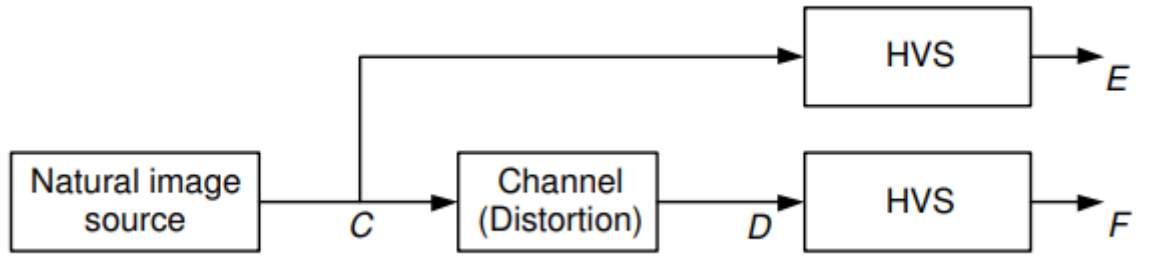 HVS
E
Natural image
source
C
Channel
(Distortion)
D
HVS
F